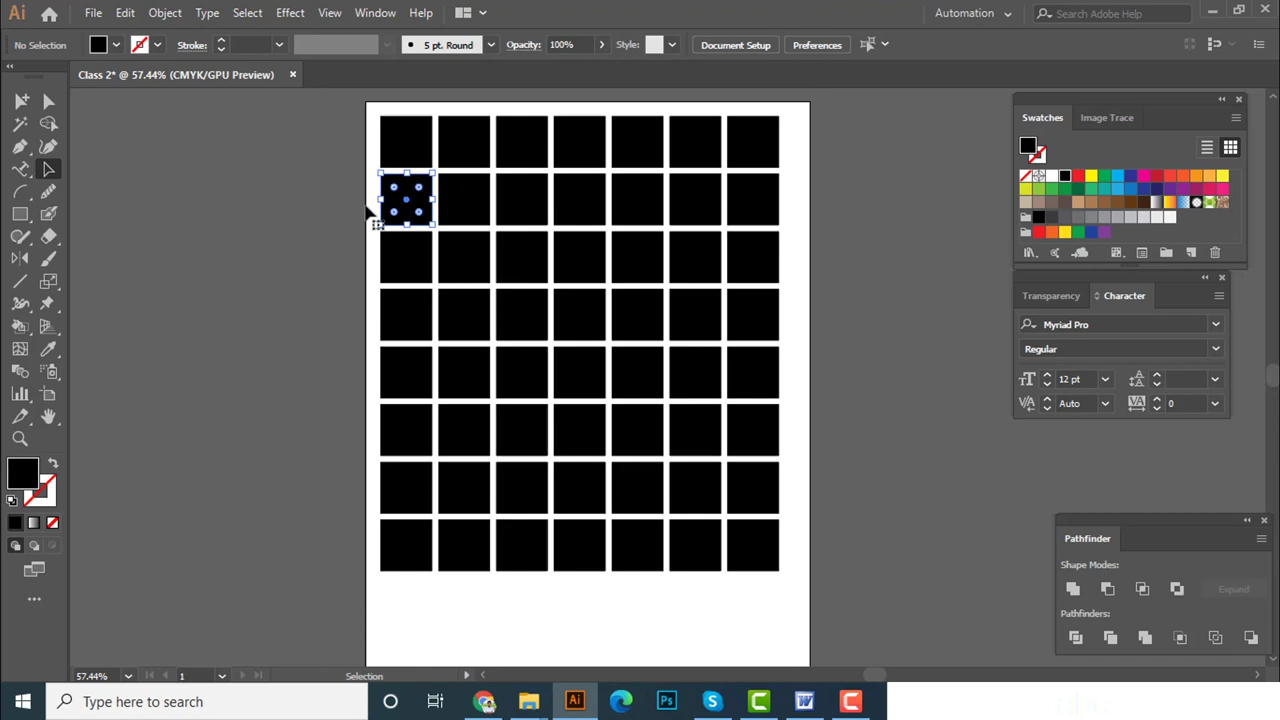 Ai File Edit Object Type Select Effect View Window Help Automation Search Adobe Help
No Selection Stroke: 5 pt. Round Opacity: 100% Style: Document Setup Preferences
Class 2* @ 57.44% (CMYK/GPU Preview)
Swatches Image Trace
Transparency Character
Myriad Pro
Regular
12 pt
Auto 0
Pathfinder
Shape Modes:
Expand
Pathfinders:
57.44% 1 Selection
Type here to search Ai Ps S W C